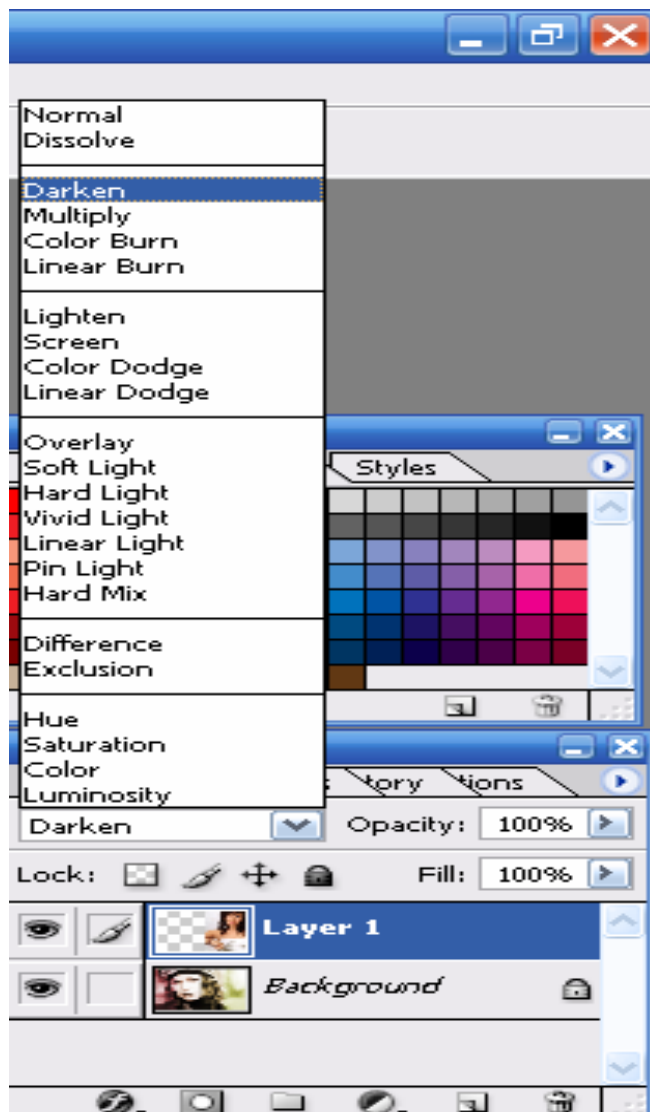 Normal
Dissolve
Darken
Multiply
Color Burn
Linear Burn
Lighten
Screen
Color Dodge
Linear Dodge
Overlay
Soft Light
Hard Light
Vivid Light
Linear Light
Pin Light
Hard Mix
Difference
Exclusion
Hue
Saturation
Color
Luminosity
Styles
tory tions
Darken Opacity: 100%
Lock: Fill: 100%
Layer 1
Background